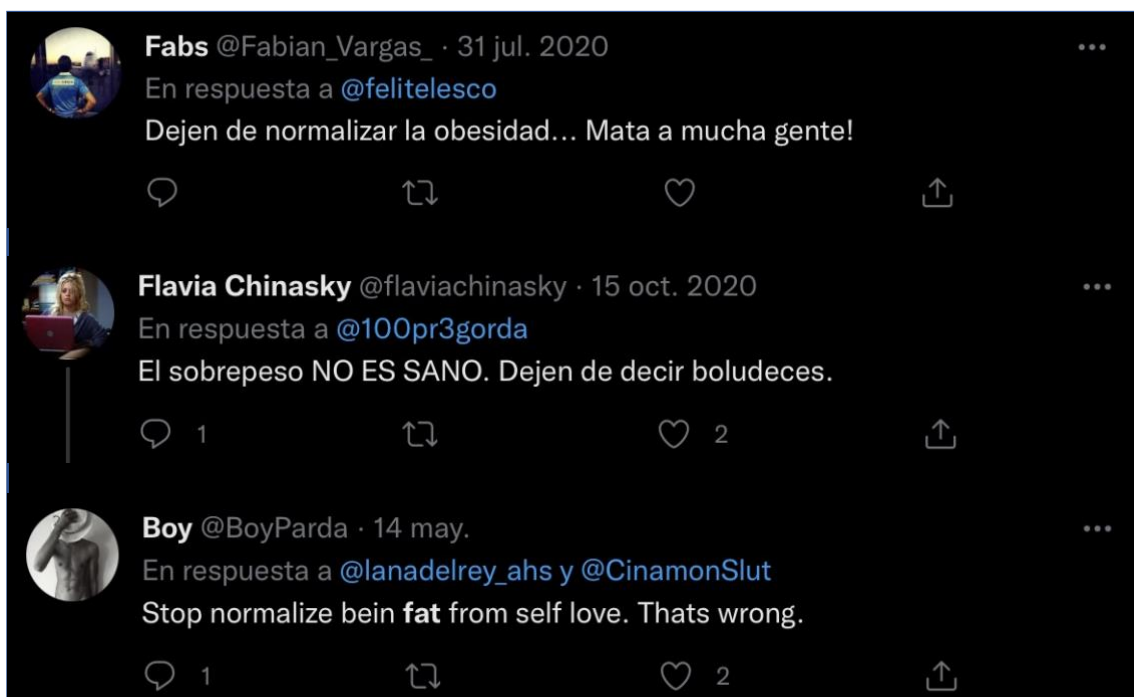 Fabs @Fabian_Vargas_ · 31 jul. 2020
En respuesta a @felitelesco
Dejen de normalizar la obesidad... Mata a mucha gente!
Flavia Chinasky @flaviachinasky · 15 oct. 2020
En respuesta a @100pr3gorda
El sobrepeso NO ES SANO. Dejen de decir boludeces.
1 2
Boy @BoyParda · 14 may.
En respuesta a @lanadelrey_ahs y @CinamonSlut
Stop normalize bein fat from self love. Thats wrong.
1 2